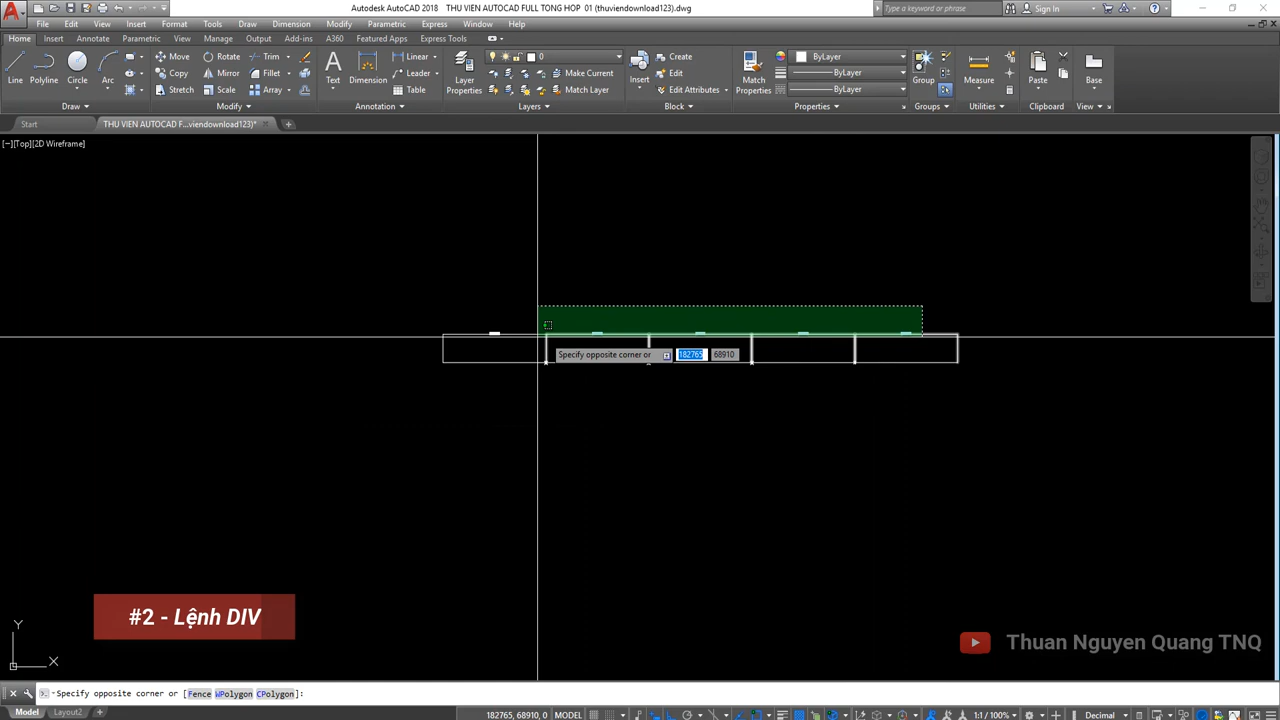 Autodesk AutoCAD 2018   THU VIEN AUTOCAD FULL TONG HOP  01 (thuviendownload123).dwg
Type a keyword or phrase
Sign In
File Edit View Insert Format Tools Draw Dimension Modify Parametric Window Help Express
Home Insert Annotate Parametric View Manage Output Add-ins A360 Featured Apps Express Tools
Line Polyline Circle Arc
Move Rotate Trim
Copy Mirror Fillet
Stretch Scale Array
Text Dimension
Linear
Leader
Table
Layer Properties
0
Make Current
Match Layer
Insert
Create
Edit
Edit Attributes
Match Properties
ByLayer
ByLayer
ByLayer
Group
Measure
Paste
Base
Draw Modify Annotation Layers Block Properties Groups Utilities Clipboard View
Start THU VIEN AUTOCAD F...viendownload123)*
[−][Top][2D Wireframe]
Specify opposite corner or 182765 68910
#2 - Lệnh DIV
Thuan Nguyen Quang TNQ
Y
X
Specify opposite corner or [Fence WPolygon CPolygon]:
Model Layout2
182765, 68910, 0 MODEL 1:1 / 100% Decimal